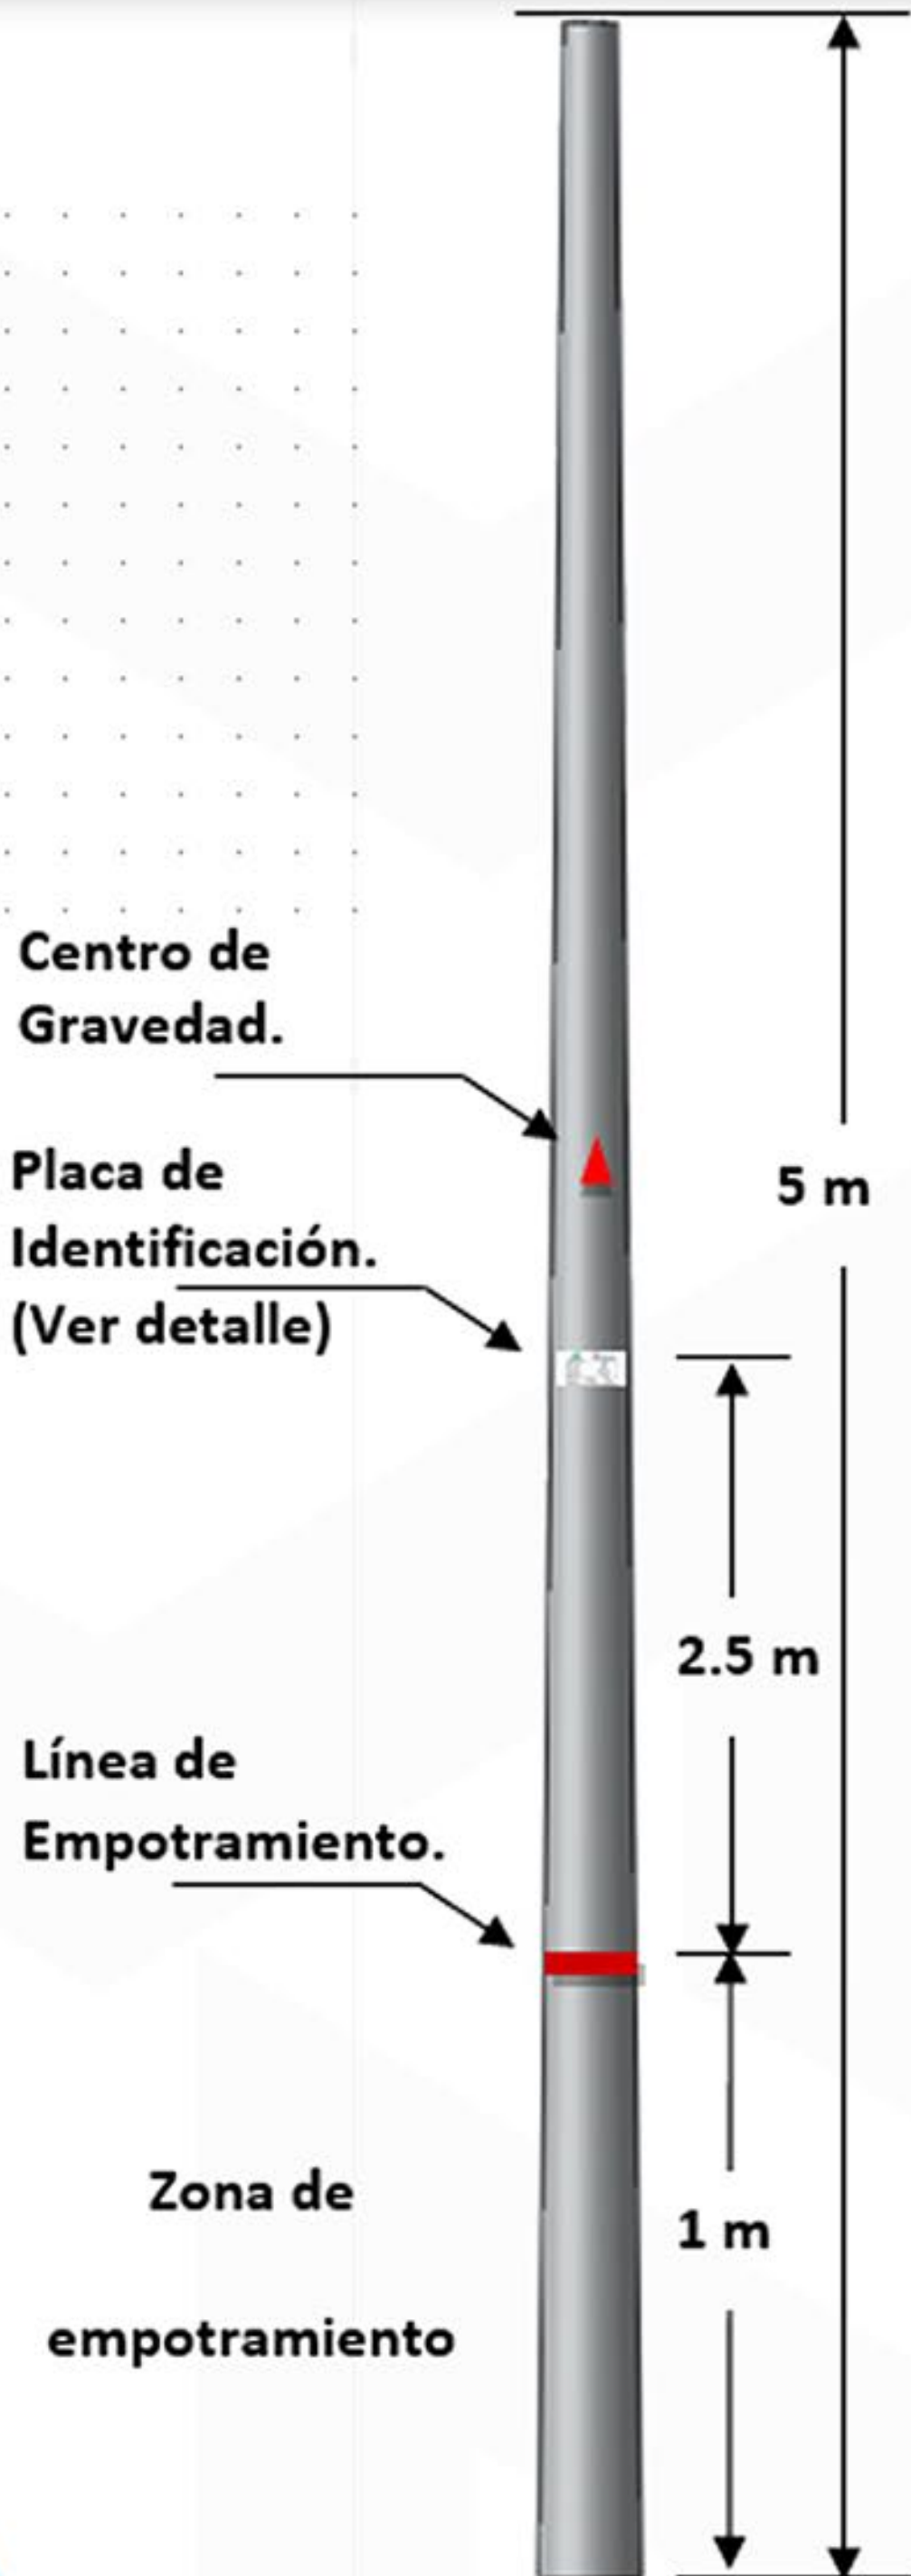 Centro de
Gravedad.
Placa de
Identificación.
(Ver detalle)
5 m
2.5 m
Línea de
Empotramiento.
Zona de
1 m
empotramiento